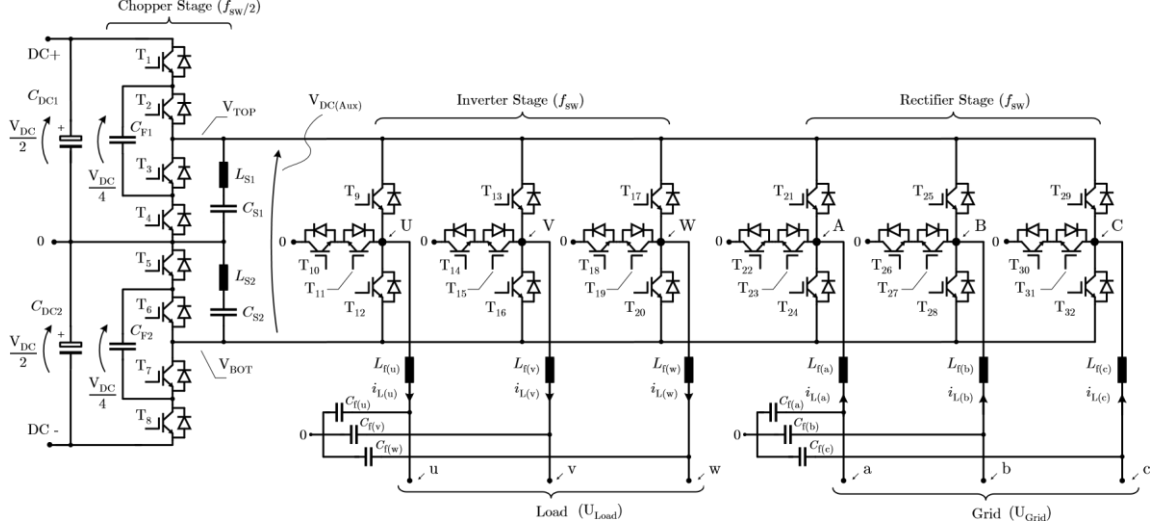 Chopper Stage (f_sw/2)
DC+
T_1
C_DC1
T_2
C_F1
V_TOP
V_DC(Aux)
Inverter Stage (f_sw)
Rectifier Stage (f_sw)
V_DC/2
+
V_DC/4
T_3
L_S1
T_4
C_S1
T_9
T_13
T_17
T_21
T_25
T_29
0
0
U
0
V
0
W
0
A
0
B
0
C
T_5
L_S2
T_10
T_14
T_18
T_22
T_26
T_30
T_11
T_15
T_19
T_23
T_27
T_31
C_DC2
T_6
C_F2
C_S2
T_12
T_16
T_20
T_24
T_28
T_32
V_DC/2
+
V_DC/4
T_7
V_BOT
L_f(u)
L_f(v)
L_f(w)
L_f(a)
L_f(b)
L_f(c)
T_8
i_L(u)
i_L(v)
i_L(w)
i_L(a)
i_L(b)
i_L(c)
DC -
C_f(u)
C_f(a)
0
C_f(v)
0
C_f(b)
C_f(w)
C_f(c)
u
v
w
a
b
c
Load (U_Load)
Grid (U_Grid)